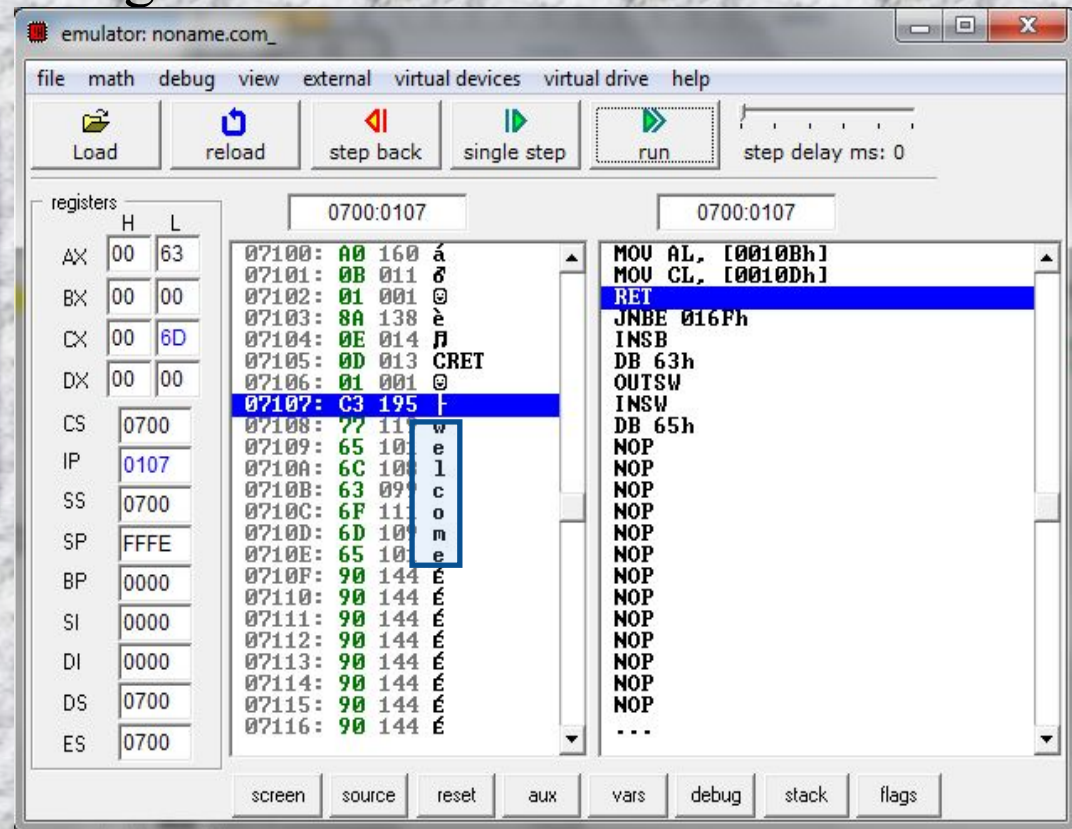 emulator: noname.com_
file math debug view external virtual devices virtual drive help
Load reload step back single step run step delay ms: 0
registers
H L
0700:0107 0700:0107
AX 00 63
BX 00 00
CX 00 6D
DX 00 00
CS 0700
IP 0107
SS 0700
SP FFFE
BP 0000
SI 0000
DI 0000
DS 0700
ES 0700
07100: A0 160 á
07101: 0B 011 ♂
07102: 01 001 ☺
07103: 8A 138 è
07104: 0E 014 ♫
07105: 0D 013 CRET
07106: 01 001 ☺
07107: C3 195 ├
07108: 77 119 w
07109: 65 101 e
0710A: 6C 108 l
0710B: 63 099 c
0710C: 6F 111 o
0710D: 6D 109 m
0710E: 65 101 e
0710F: 90 144 É
07110: 90 144 É
07111: 90 144 É
07112: 90 144 É
07113: 90 144 É
07114: 90 144 É
07115: 90 144 É
07116: 90 144 É
MOV AL, [0010Bh]
MOV CL, [0010Dh]
RET
JNBE 016Fh
INSB
DB 63h
OUTSW
INSW
DB 65h
NOP
NOP
NOP
NOP
NOP
NOP
NOP
NOP
NOP
NOP
NOP
NOP
NOP
...
screen source reset aux vars debug stack flags